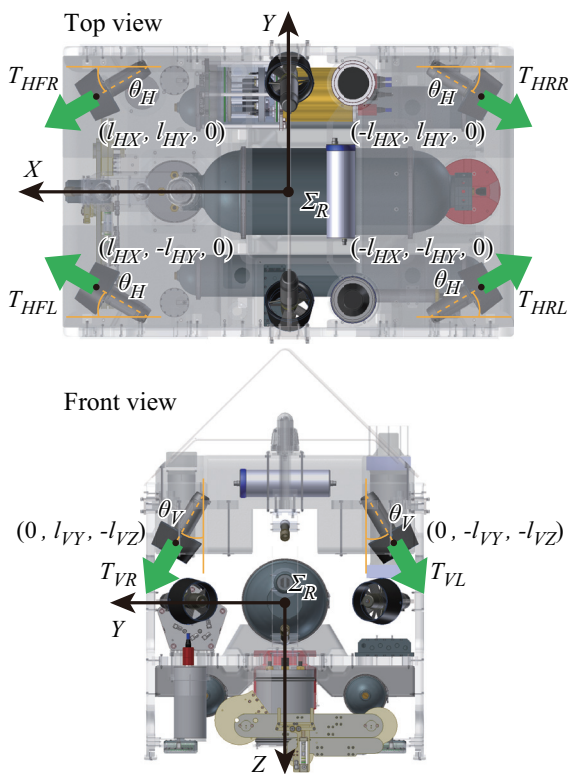 Top view
Y
T_HFR
θ_H
θ_H
T_HRR
(l_HX, l_HY, 0)
(-l_HX, l_HY, 0)
X
Σ_R
(l_HX, -l_HY, 0)
(-l_HX, -l_HY, 0)
T_HFL
θ_H
θ_H
T_HRL
Front view
θ_V
θ_V
(0, l_VY, -l_VZ)
(0, -l_VY, -l_VZ)
T_VR
Σ_R
T_VL
Y
Z